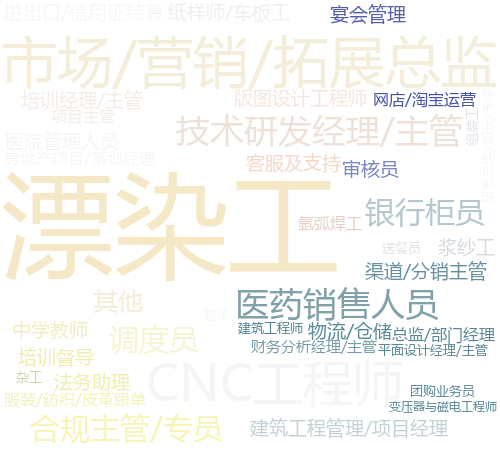 进出口/信用证结算
纸样师/车板工
宴会管理
市场/营销/拓展总监
培训经理/主管
版图设计工程师
网店/淘宝运营
项目主管
技术研发经理/主管
医院管理人员
房地产项目/策划经理
客服及支持
审核员
漂染工
银行柜员
氩弧焊工
浆纱工
送餐员
渠道/分销主管
其他
医药销售人员
中学教师
调度员
建筑工程师
物流/仓储
总监/部门经理
培训督导
财务分析经理/主管
平面设计经理/主管
杂工
法务助理
CNC工程师
团购业务员
服装/纺织/皮革跟单
变压器与磁电工程师
合规主管/专员
建筑工程管理/项目经理